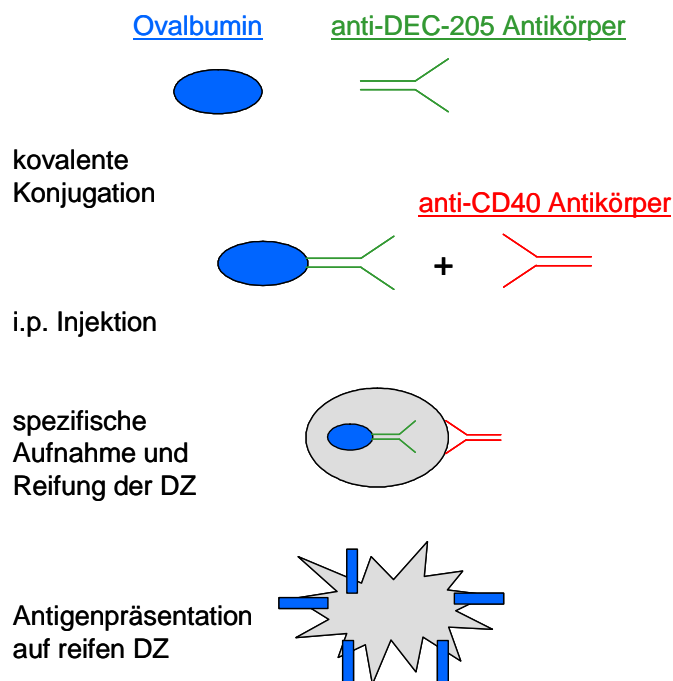 Ovalbumin anti-DEC-205 Antikörper
kovalente
Konjugation
anti-CD40 Antikörper
+
i.p. Injektion
spezifische
Aufnahme und
Reifung der DZ
Antigenpräsentation
auf reifen DZ